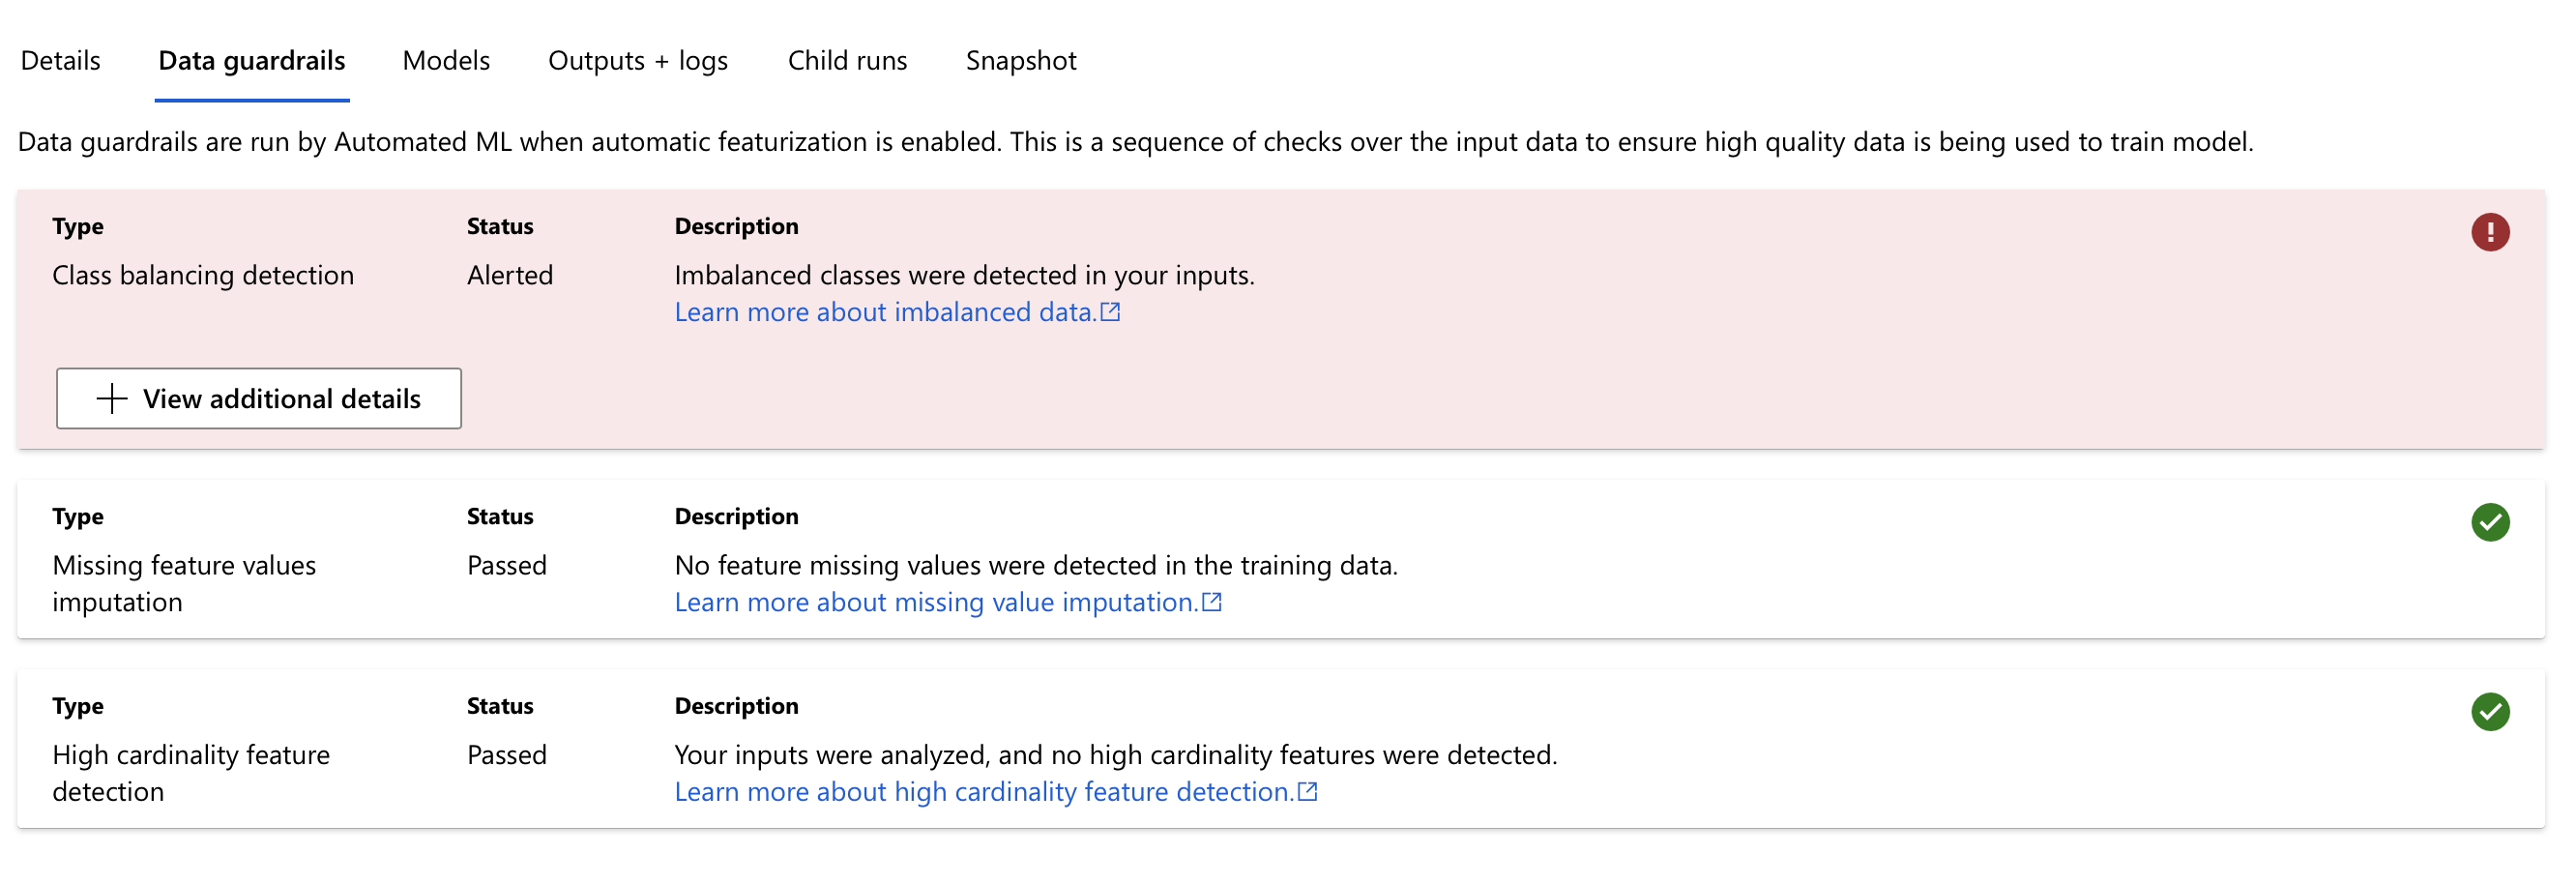 Details Data guardrails Models Outputs + logs Child runs Snapshot
Data guardrails are run by Automated ML when automatic featurization is enabled. This is a sequence of checks over the input data to ensure high quality data is being used to train model.
Type Status Description
Class balancing detection Alerted Imbalanced classes were detected in your inputs.
Learn more about imbalanced data.
View additional details
Type Status Description
Missing feature values Passed No feature missing values were detected in the training data.
imputation Learn more about missing value imputation.
Type Status Description
High cardinality feature Passed Your inputs were analyzed, and no high cardinality features were detected.
detection Learn more about high cardinality feature detection.